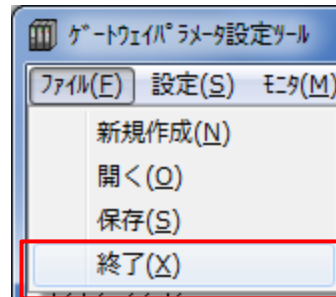 ｹﾞｰﾄｳｪｲﾊﾟﾗﾒｰﾀ設定ﾂｰﾙ
ﾌｧｲﾙ(F) 設定(S) ﾓﾆﾀ(M)
新規作成(N)
開く(O)
保存(S)
終了(X)